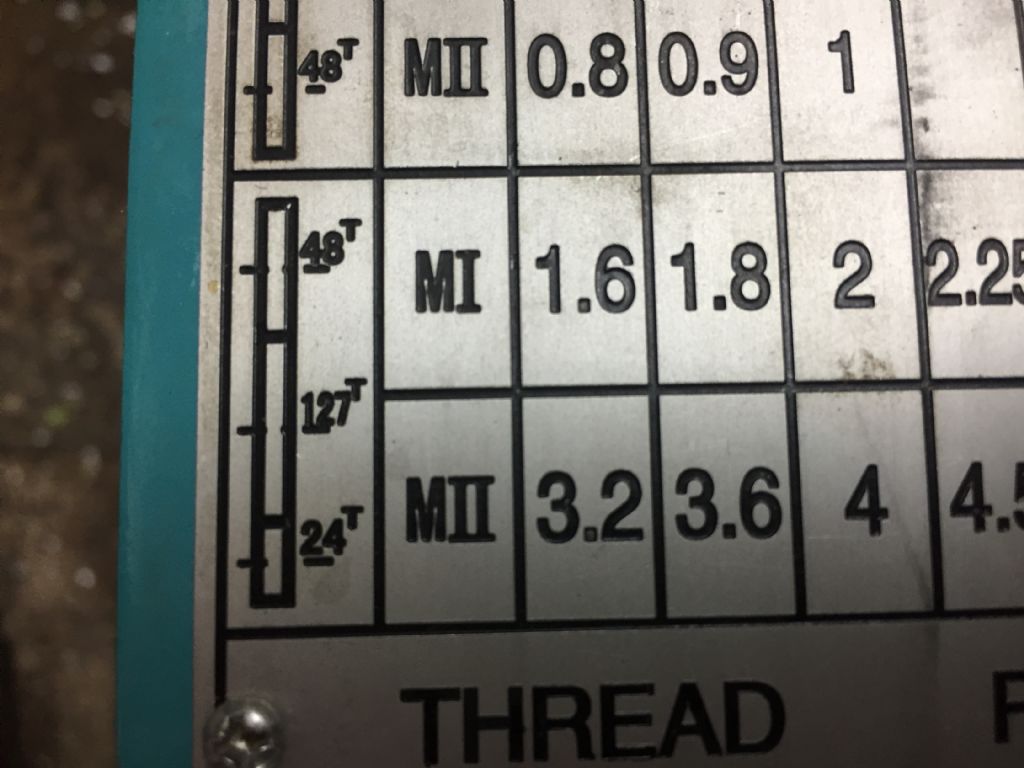 48T MII 0.8 0.9 1
48T MI 1.6 1.8 2 2.25
127T
24T MII 3.2 3.6 4 4.5
THREAD